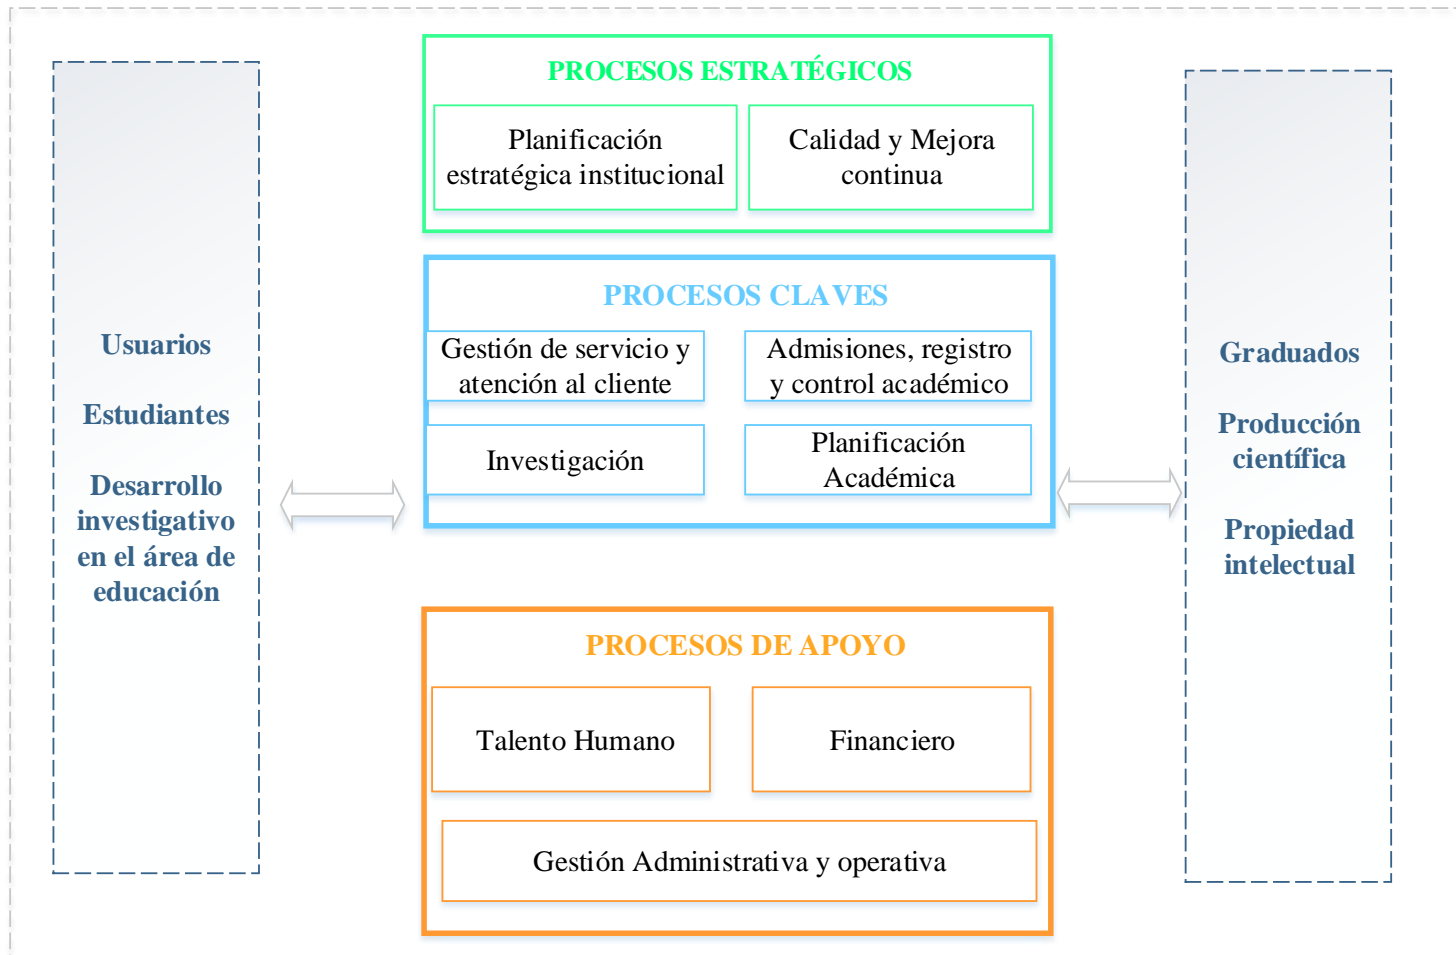 PROCESOS ESTRATÉGICOS
Planificación
estratégica institucional
Calidad y Mejora
continua
Usuarios
Estudiantes
Desarrollo
investigativo
en el área de
educación
PROCESOS CLAVES
Gestión de servicio y
atención al cliente
Admisiones, registro
y control académico
Investigación
Planificación
Académica
Graduados
Producción
científica
Propiedad
intelectual
PROCESOS DE APOYO
Talento Humano
Financiero
Gestión Administrativa y operativa